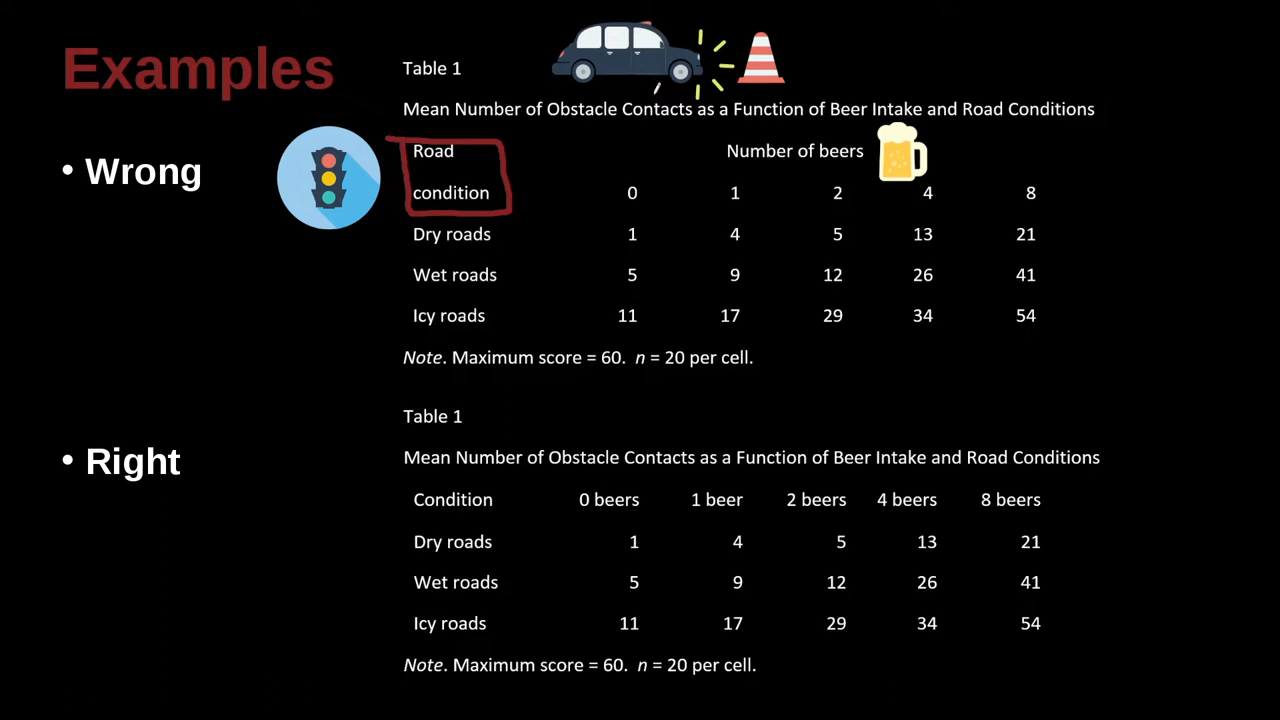 Examples
Table 1
Mean Number of Obstacle Contacts as a Function of Beer Intake and Road Conditions
• Wrong
Road Number of beers
condition 0 1 2 4 8
Dry roads 1 4 5 13 21
Wet roads 5 9 12 26 41
Icy roads 11 17 29 34 54
Note. Maximum score = 60. n = 20 per cell.
Table 1
• Right
Mean Number of Obstacle Contacts as a Function of Beer Intake and Road Conditions
Condition 0 beers 1 beer 2 beers 4 beers 8 beers
Dry roads 1 4 5 13 21
Wet roads 5 9 12 26 41
Icy roads 11 17 29 34 54
Note. Maximum score = 60. n = 20 per cell.